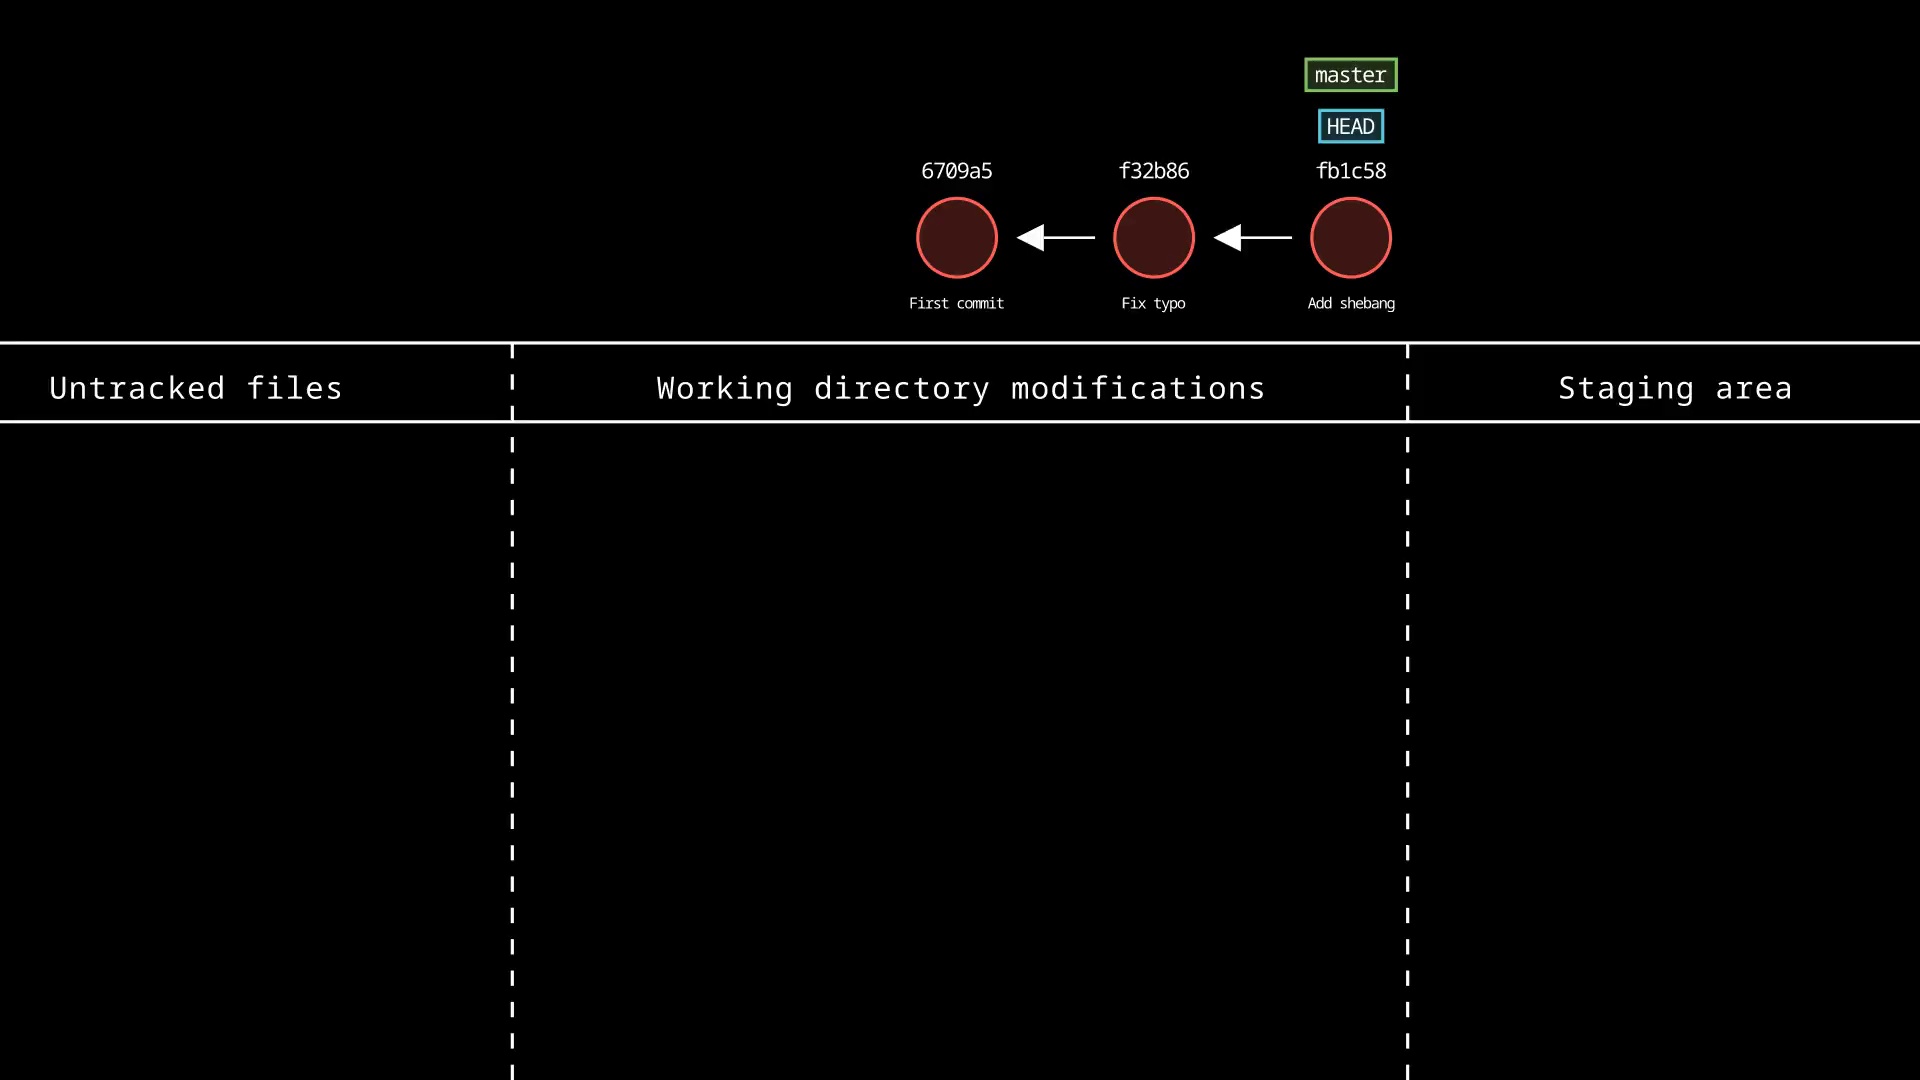 master
HEAD
6709a5 f32b86 fb1c58
First commit Fix typo Add shebang
Untracked files Working directory modifications Staging area